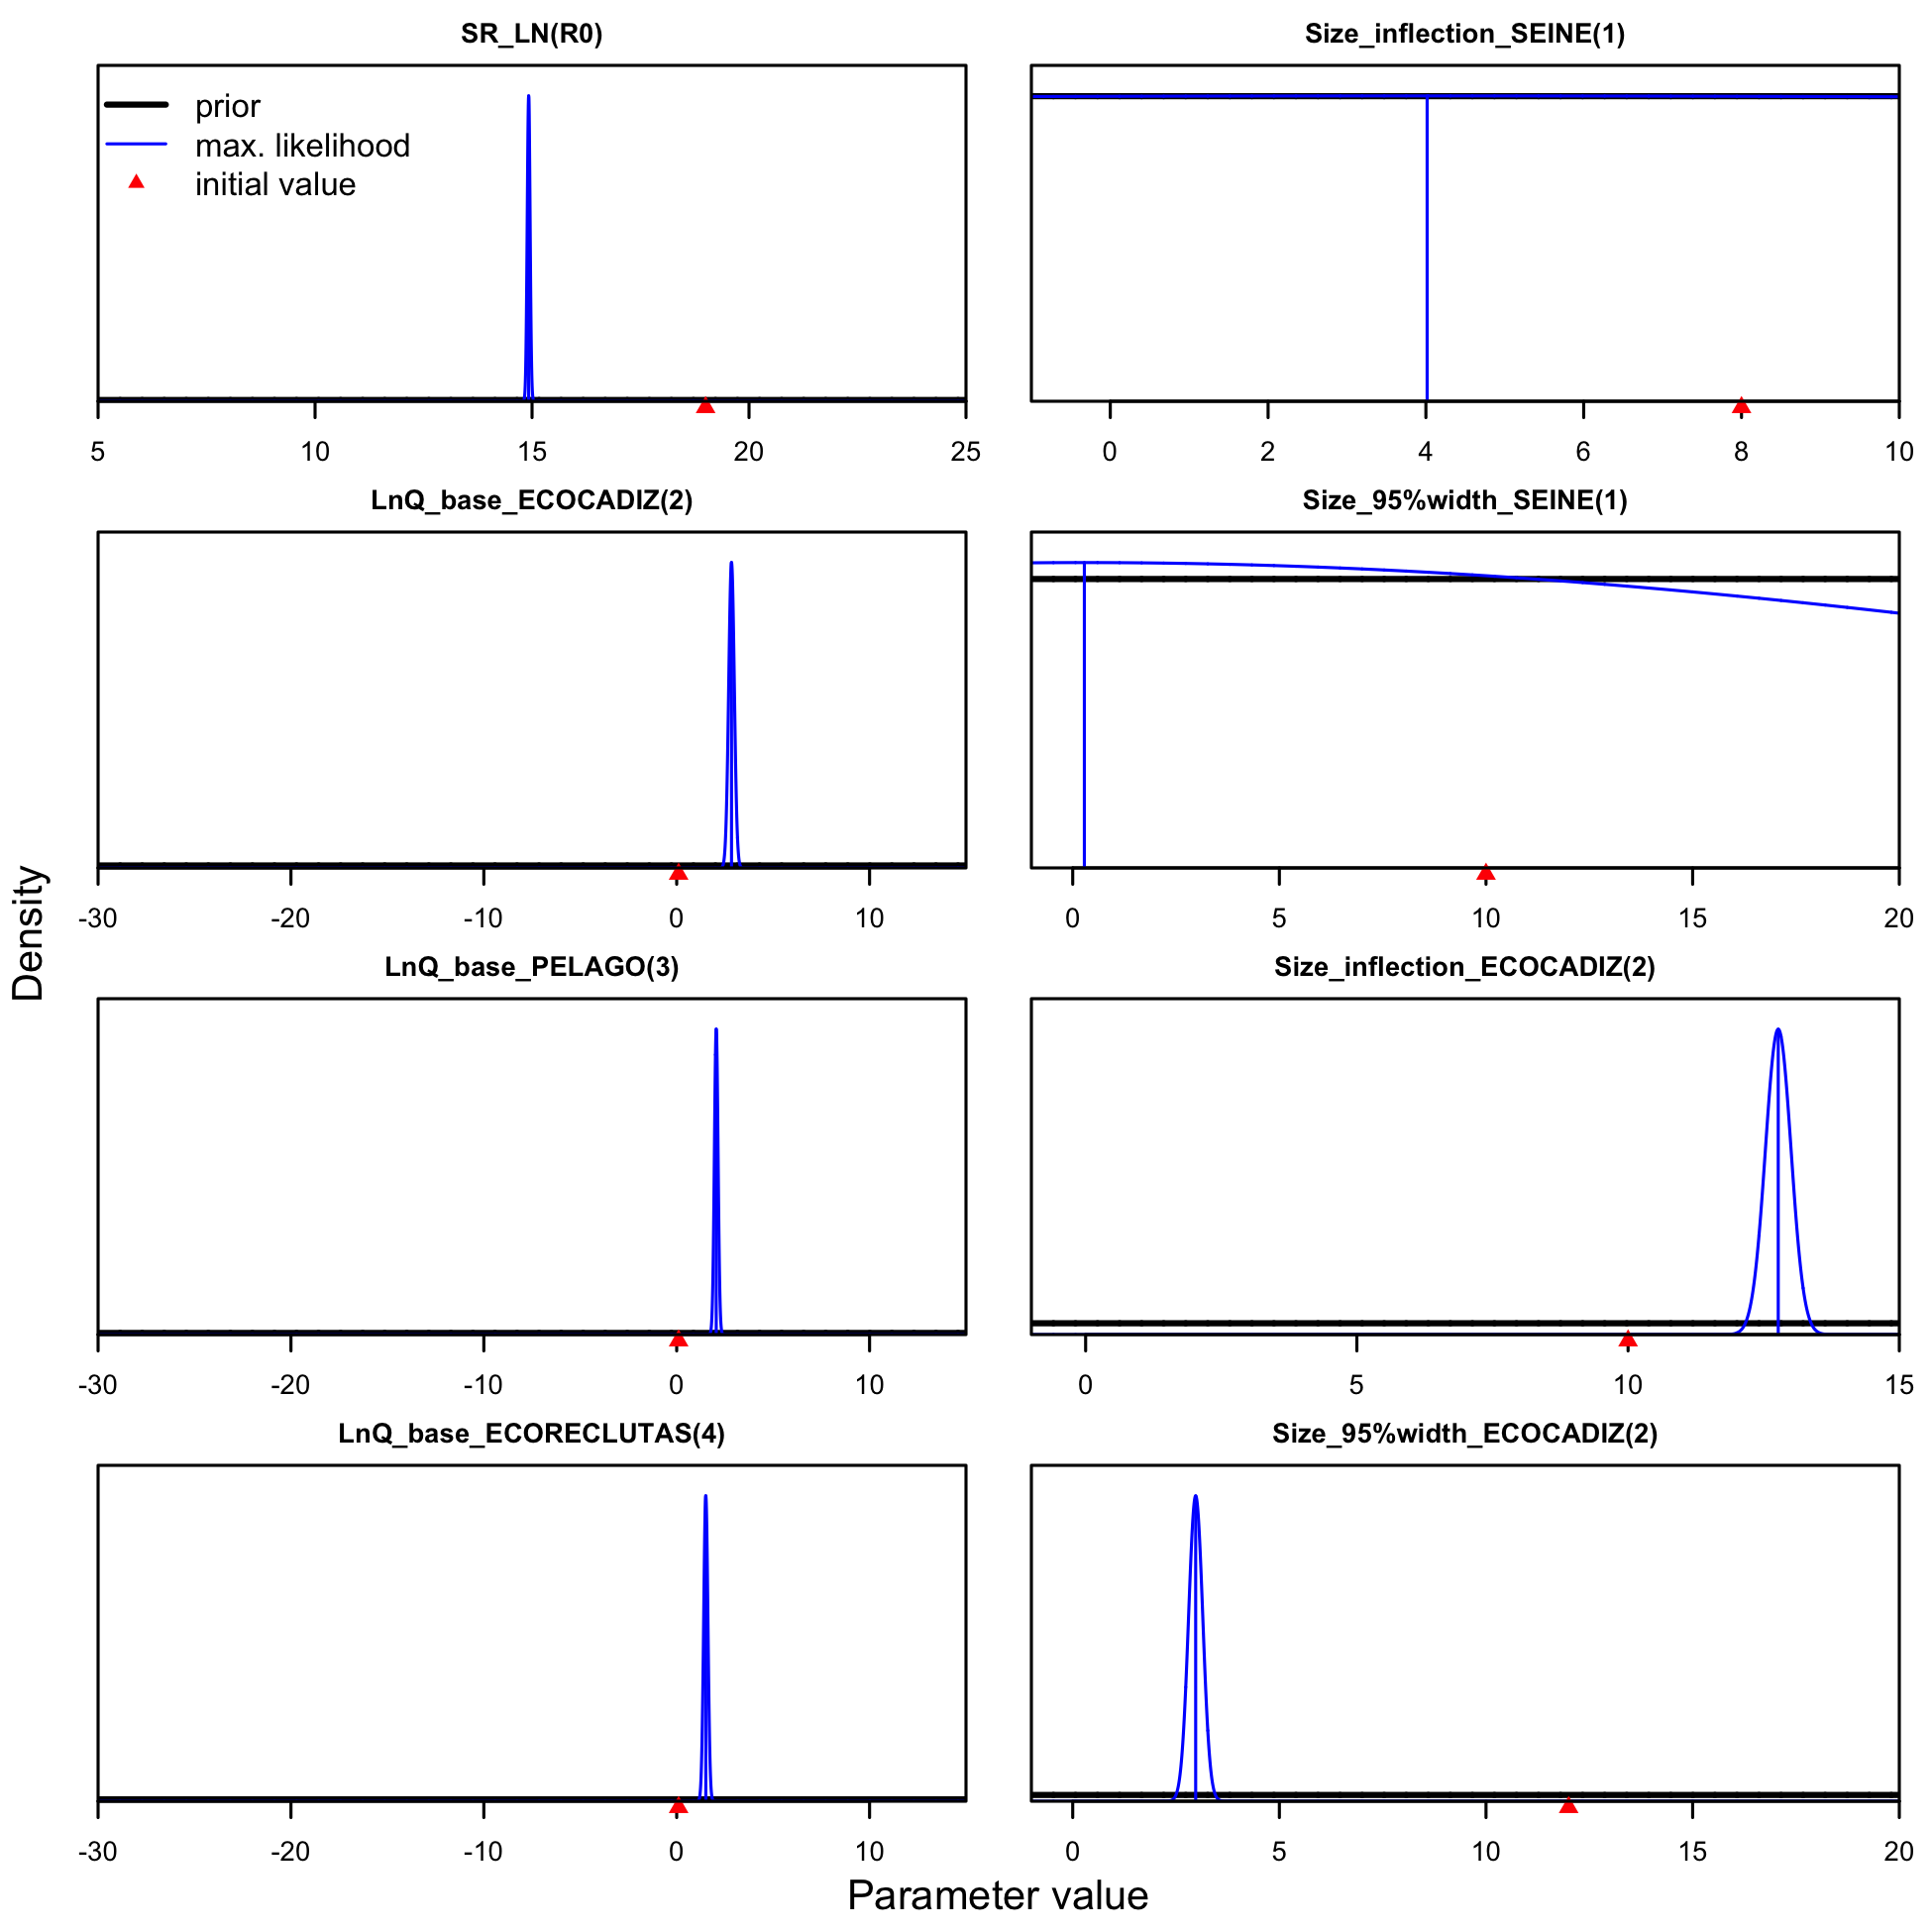 SR_LN(R0)
prior
max. likelihood
initial value
5 10 15 20 25
Size_inflection_SEINE(1)
0 2 4 6 8 10
LnQ_base_ECOCADIZ(2)
-30 -20 -10 0 10
Size_95%width_SEINE(1)
0 5 10 15 20
LnQ_base_PELAGO(3)
-30 -20 -10 0 10
Size_inflection_ECOCADIZ(2)
0 5 10 15
LnQ_base_ECORECLUTAS(4)
-30 -20 -10 0 10
Size_95%width_ECOCADIZ(2)
0 5 10 15 20
Density
Parameter value